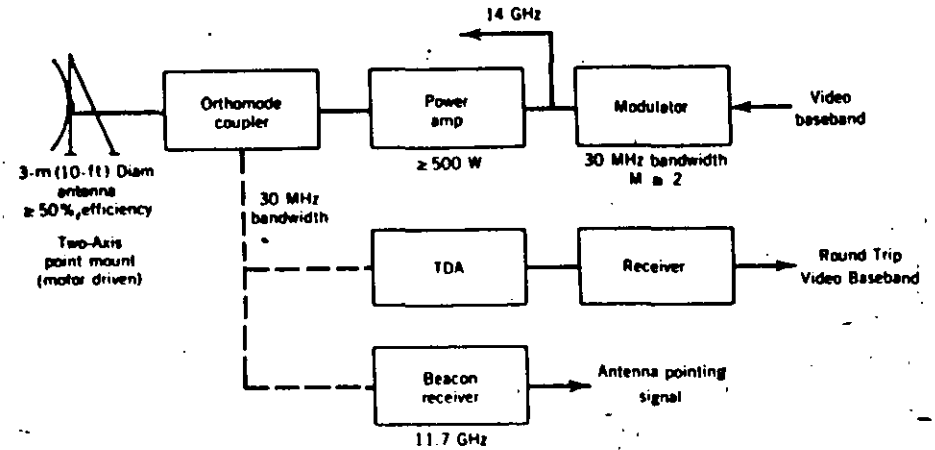 14 GHz
Orthomode
coupler
Power
amp
Modulator
Video
baseband
≥ 500 W
30 MHz bandwidth
M ≅ 2
3-m (10-ft) Diam
antenna
≥ 50%, efficiency
Two-Axis
point mount
(motor driven)
30 MHz
bandwidth
TDA
Receiver
Round Trip
Video Baseband
Beacon
receiver
Antenna pointing
signal
11.7 GHz